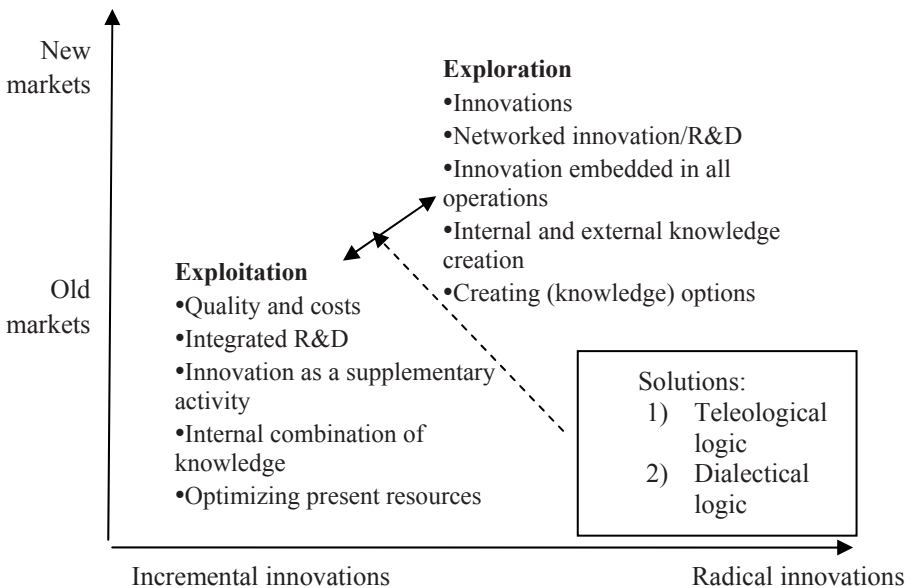 New
markets
Exploration
•Innovations
•Networked innovation/R&D
•Innovation embedded in all
operations
•Internal and external knowledge
creation
•Creating (knowledge) options
Old
markets
Exploitation
•Quality and costs
•Integrated R&D
•Innovation as a supplementary
activity
•Internal combination of
knowledge
•Optimizing present resources
Solutions:
1) Teleological
logic
2) Dialectical
logic
Incremental innovations
Radical innovations